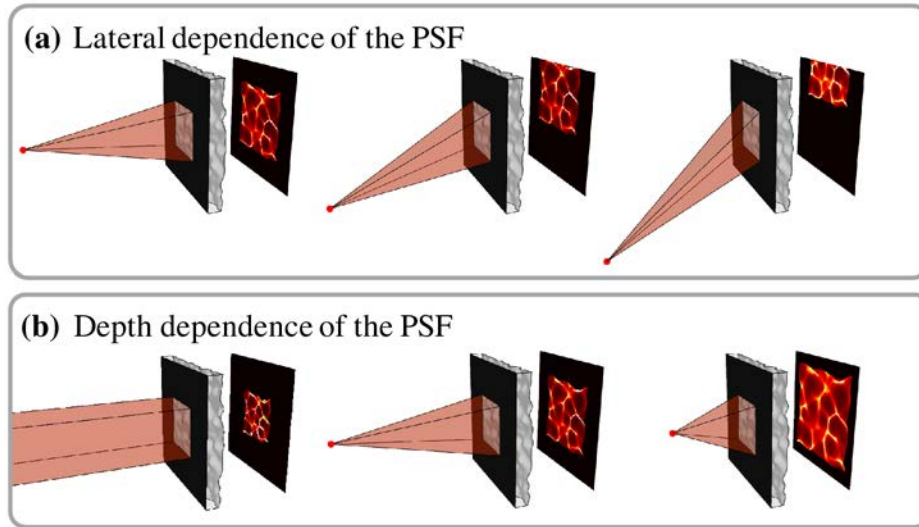 (a) Lateral dependence of the PSF
(b) Depth dependence of the PSF